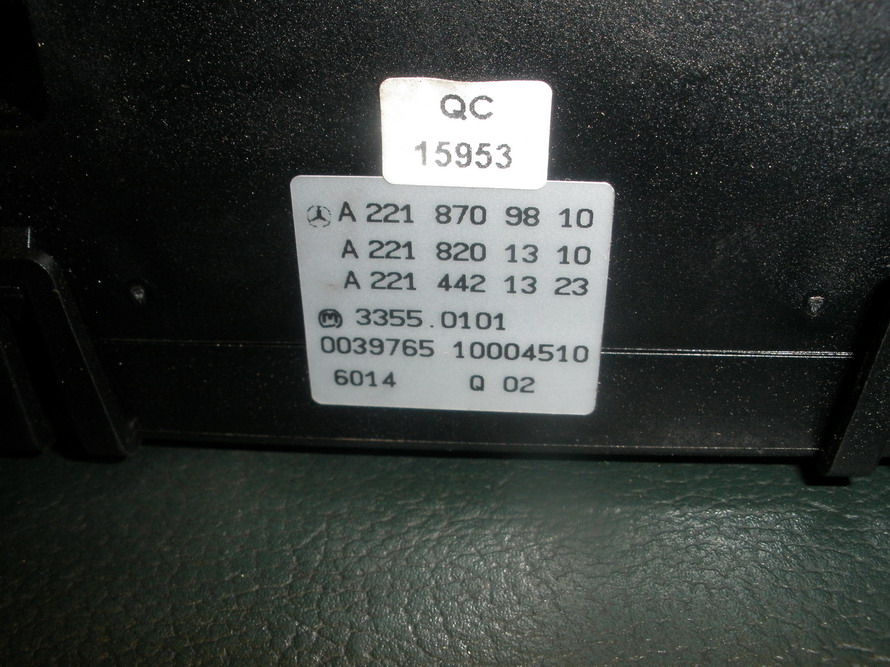 QC
15953
A 221 870 98 10
A 221 820 13 10
A 221 442 13 23
M 3355.0101
0039765 10004510
6014 Q 02